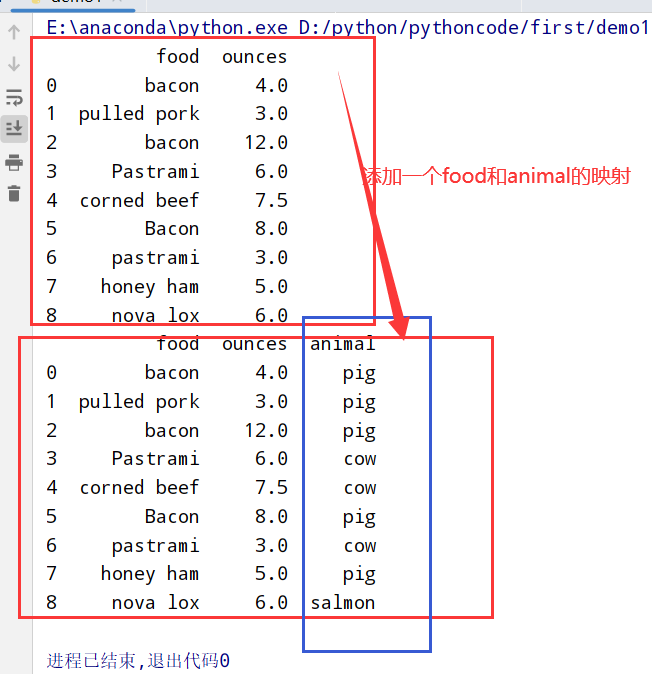 E:\anaconda\python.exe D:/python/pythoncode/first/demo1
food ounces
0 bacon 4.0
1 pulled pork 3.0
2 bacon 12.0
3 Pastrami 6.0
添加一个food和animal的映射
4 corned beef 7.5
5 Bacon 8.0
6 pastrami 3.0
7 honey ham 5.0
8 nova lox 6.0
food ounces animal
0 bacon 4.0 pig
1 pulled pork 3.0 pig
2 bacon 12.0 pig
3 Pastrami 6.0 cow
4 corned beef 7.5 cow
5 Bacon 8.0 pig
6 pastrami 3.0 cow
7 honey ham 5.0 pig
8 nova lox 6.0 salmon
进程已结束,退出代码0